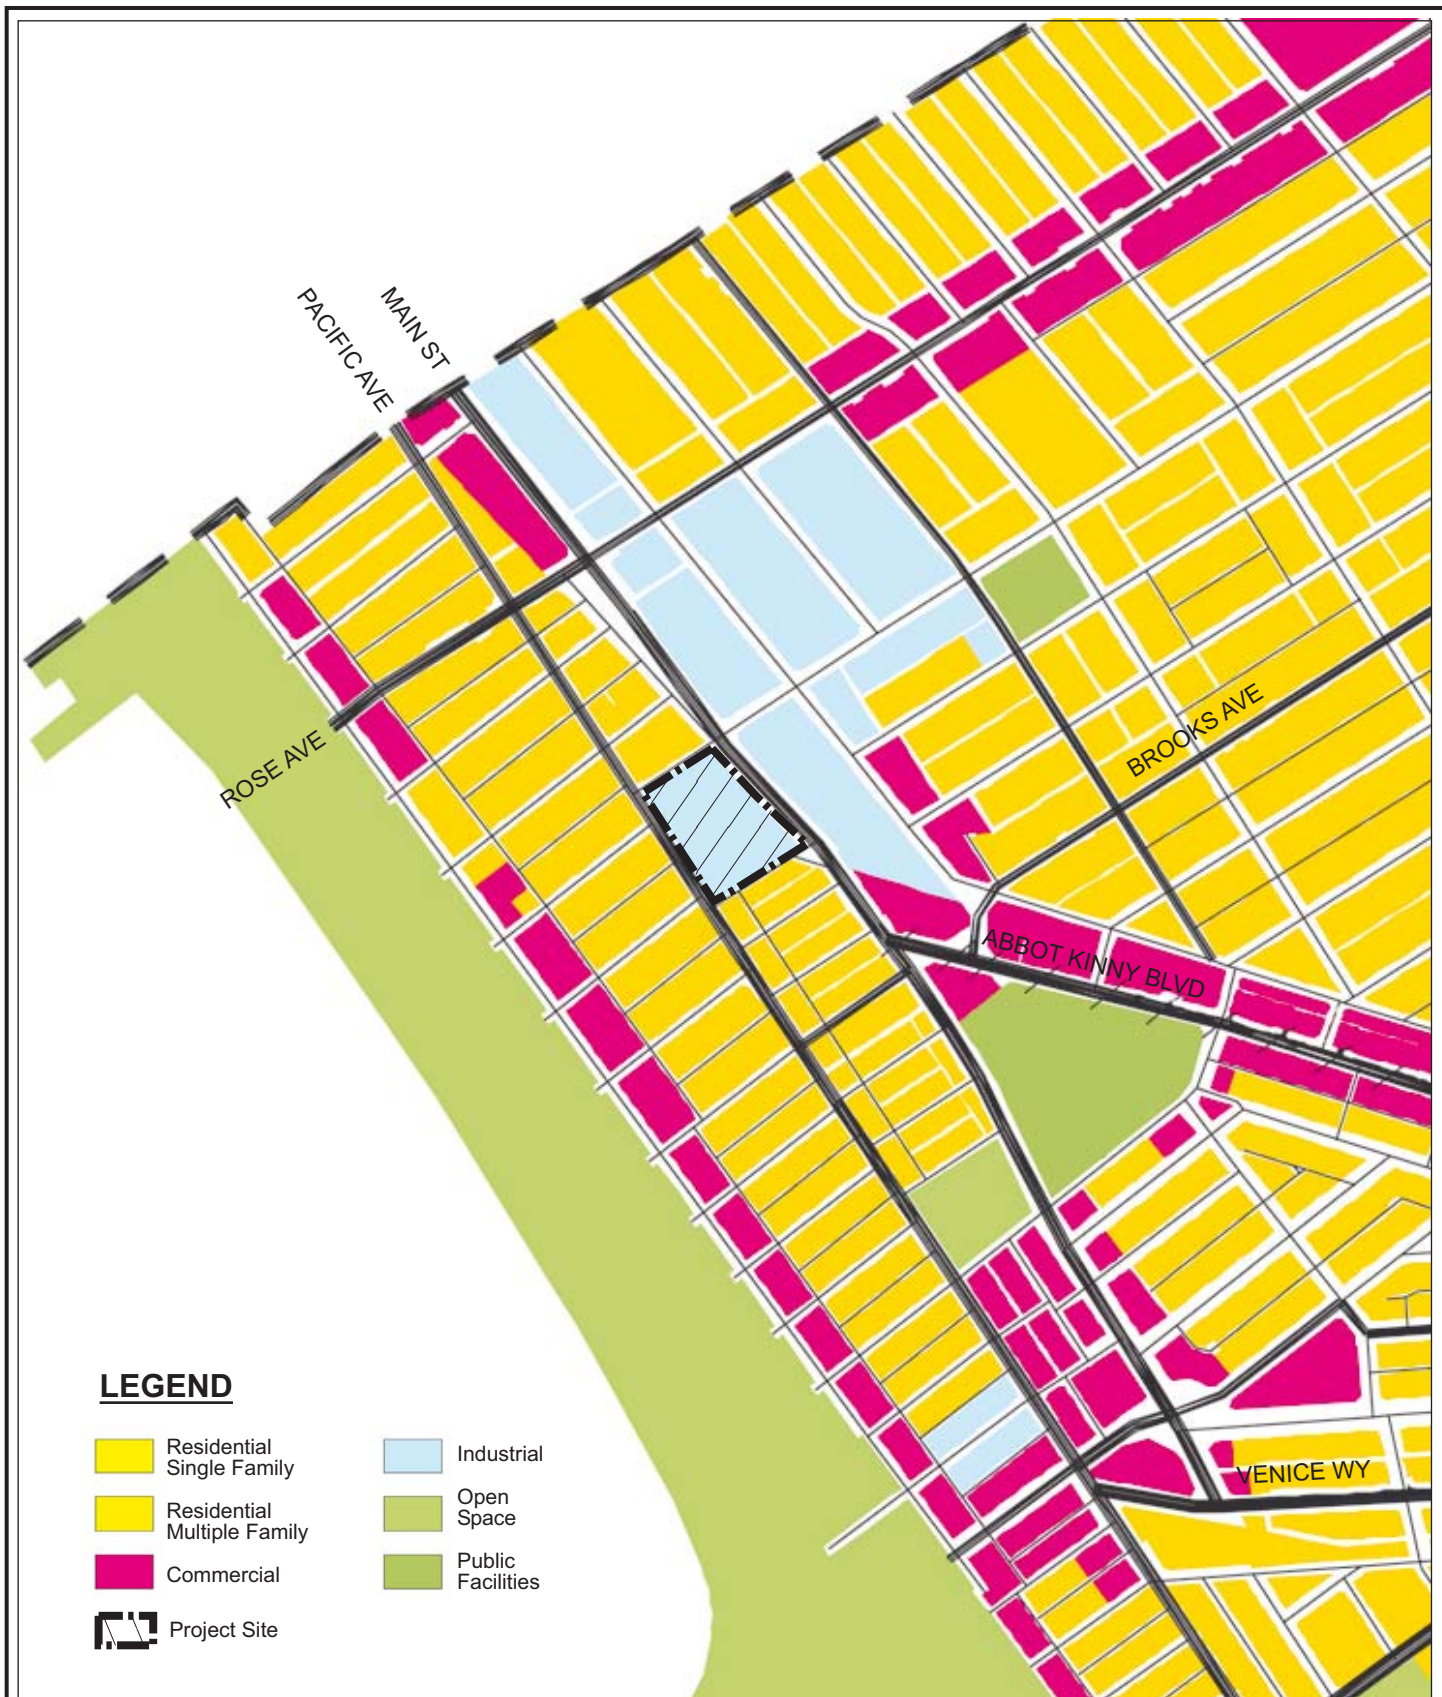 PACIFIC AVE
MAIN ST
ROSE AVE
BROOKS AVE
ABBOT KINNY BLVD
VENICE WY
LEGEND
Residential
Single Family
Residential
Multiple Family
Commercial
Project Site
Industrial
Open
Space
Public
Facilities